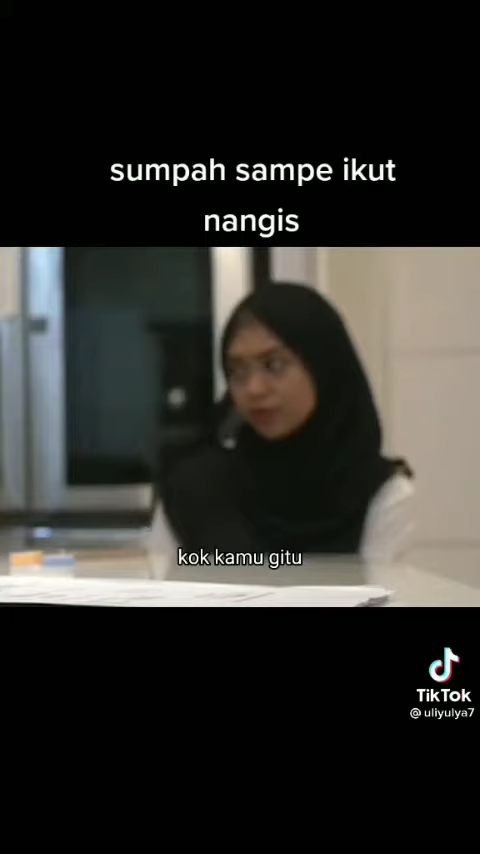 sumpah sampe ikut
nangis
kok kamu gitu
TikTok
@uliyulya7